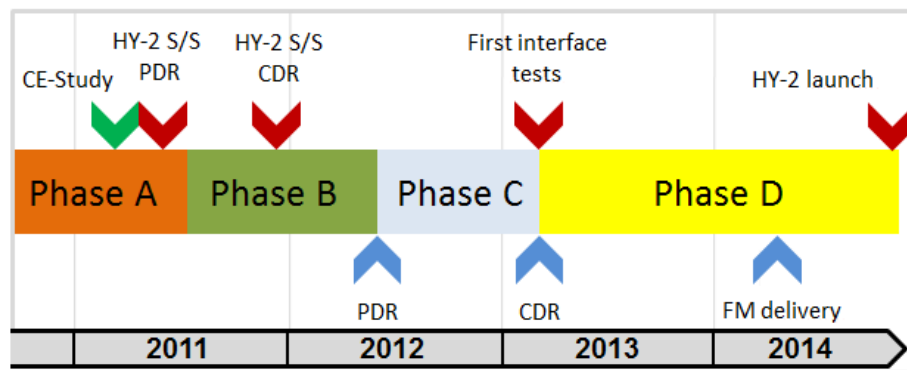 HY-2 S/S
PDR
HY-2 S/S
CDR
First interface
tests
CE-Study
HY-2 launch
Phase A
Phase B
Phase C
Phase D
PDR
CDR
FM delivery
2011
2012
2013
2014